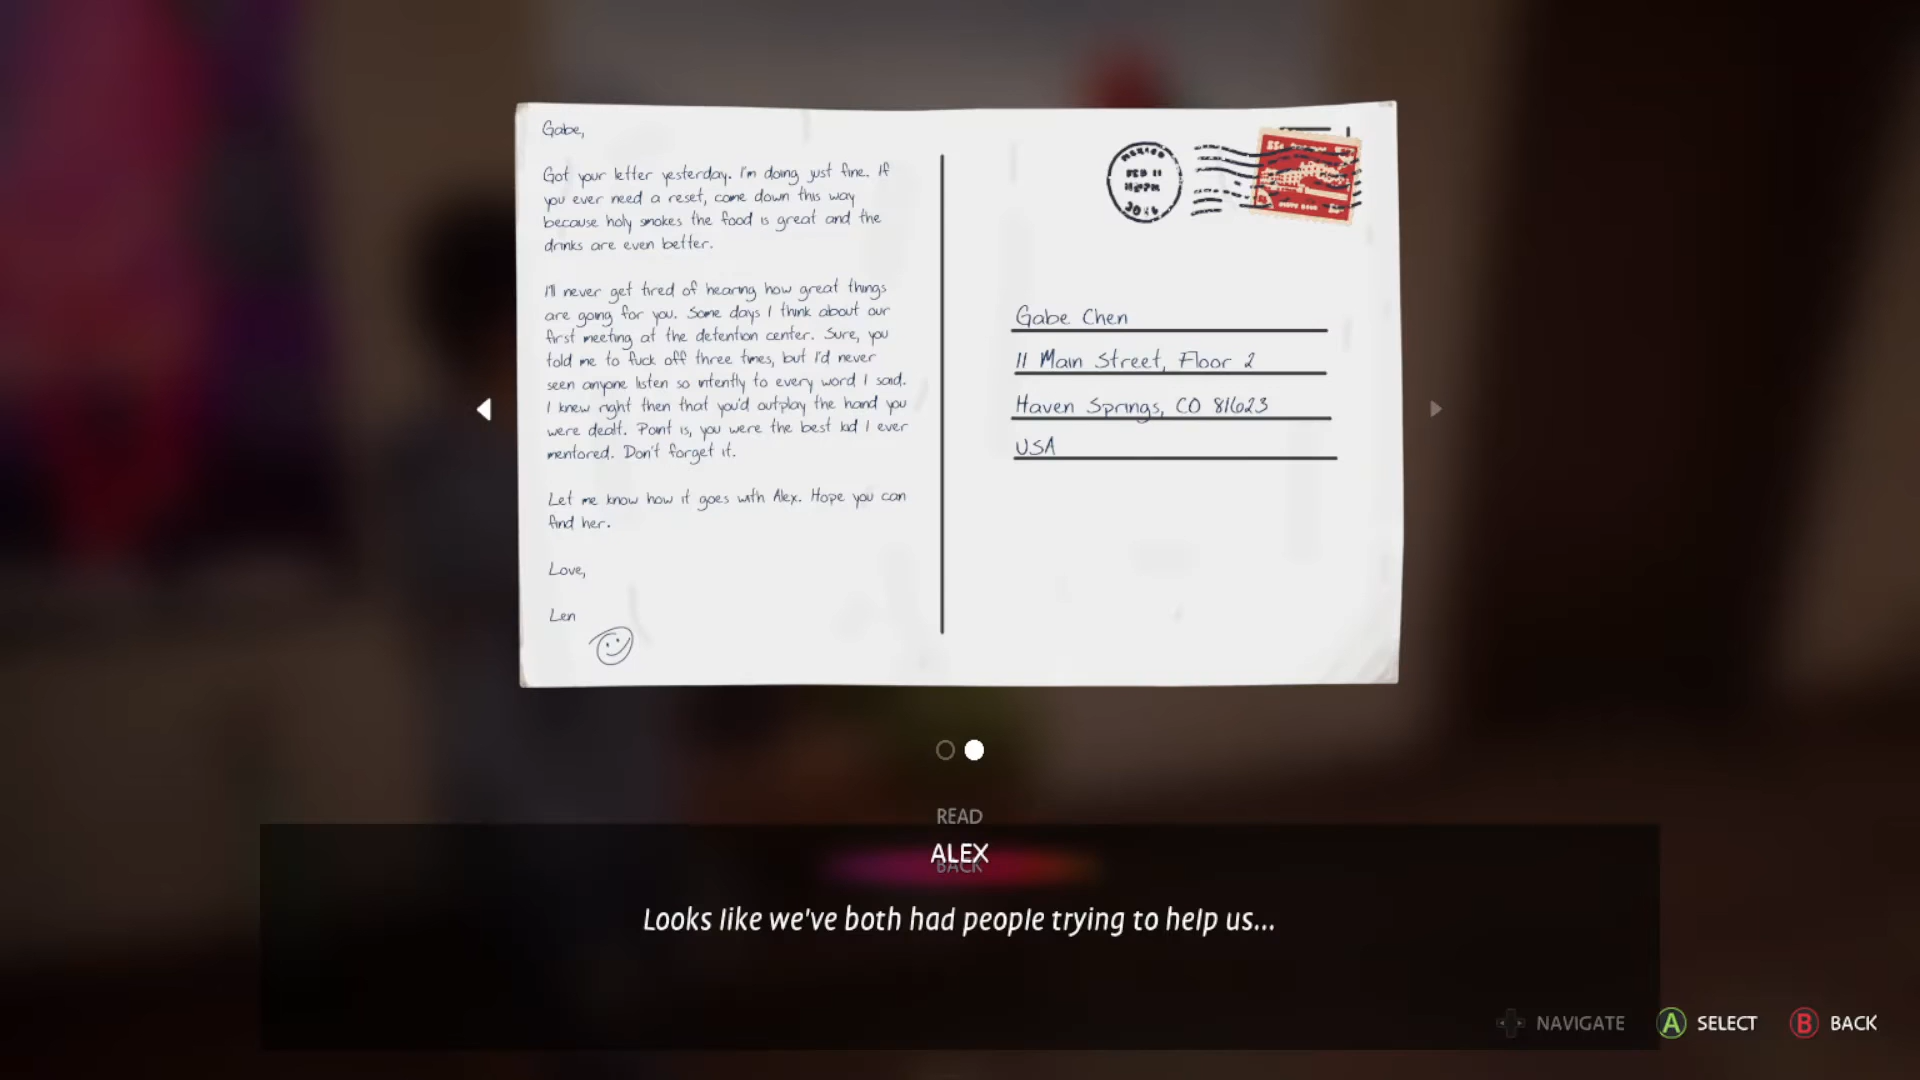 Gabe,
Got your letter yesterday. I'm doing just fine. If
you ever need a reset, come down this way
because holy smokes the food is great and the
drinks are even better.
I'll never get tired of hearing how great things
are going for you. Some days I think about our
first meeting at the detention center. Sure, you
told me to fuck off three times, but I'd never
seen anyone listen so intently to every word I said.
I knew right then that you'd outplay the hand you
were dealt. Point is, you were the best kid I ever
mentored. Don't forget it.
Let me know how it goes with Alex. Hope you can
find her.
Love,
Len
MEXICO
FEB 11
Gabe Chen
11 Main Street, Floor 2
Haven Springs, CO 81623
USA
READ
ALEX
BACK
Looks like we've both had people trying to help us...
NAVIGATE
A SELECT
B BACK